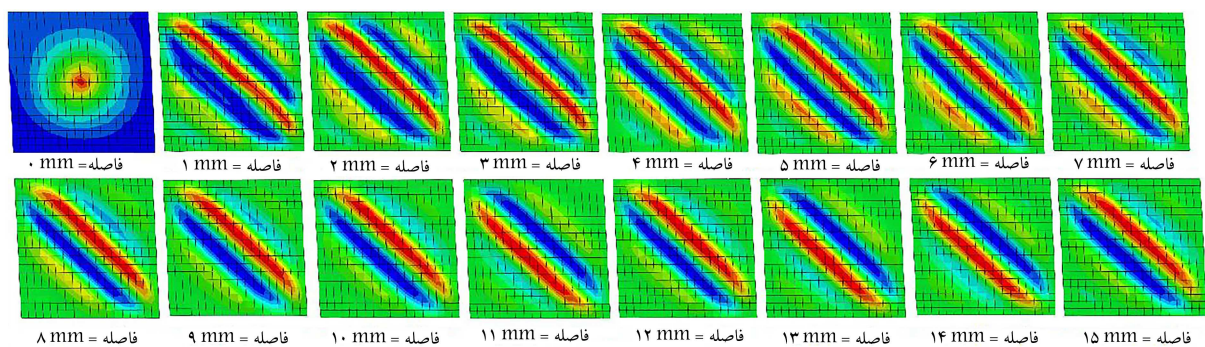 فاصله= ۰ mm فاصله = ۱ mm فاصله = ۲ mm فاصله = ۳ mm فاصله = ۴ mm فاصله = ۵ mm فاصله = ۶ mm فاصله = ۷ mm
فاصله = ۸ mm فاصله = ۹ mm فاصله = ۱۰ mm فاصله = ۱۱ mm فاصله = ۱۲ mm فاصله = ۱۳ mm فاصله = ۱۴ mm فاصله = ۱۵ mm